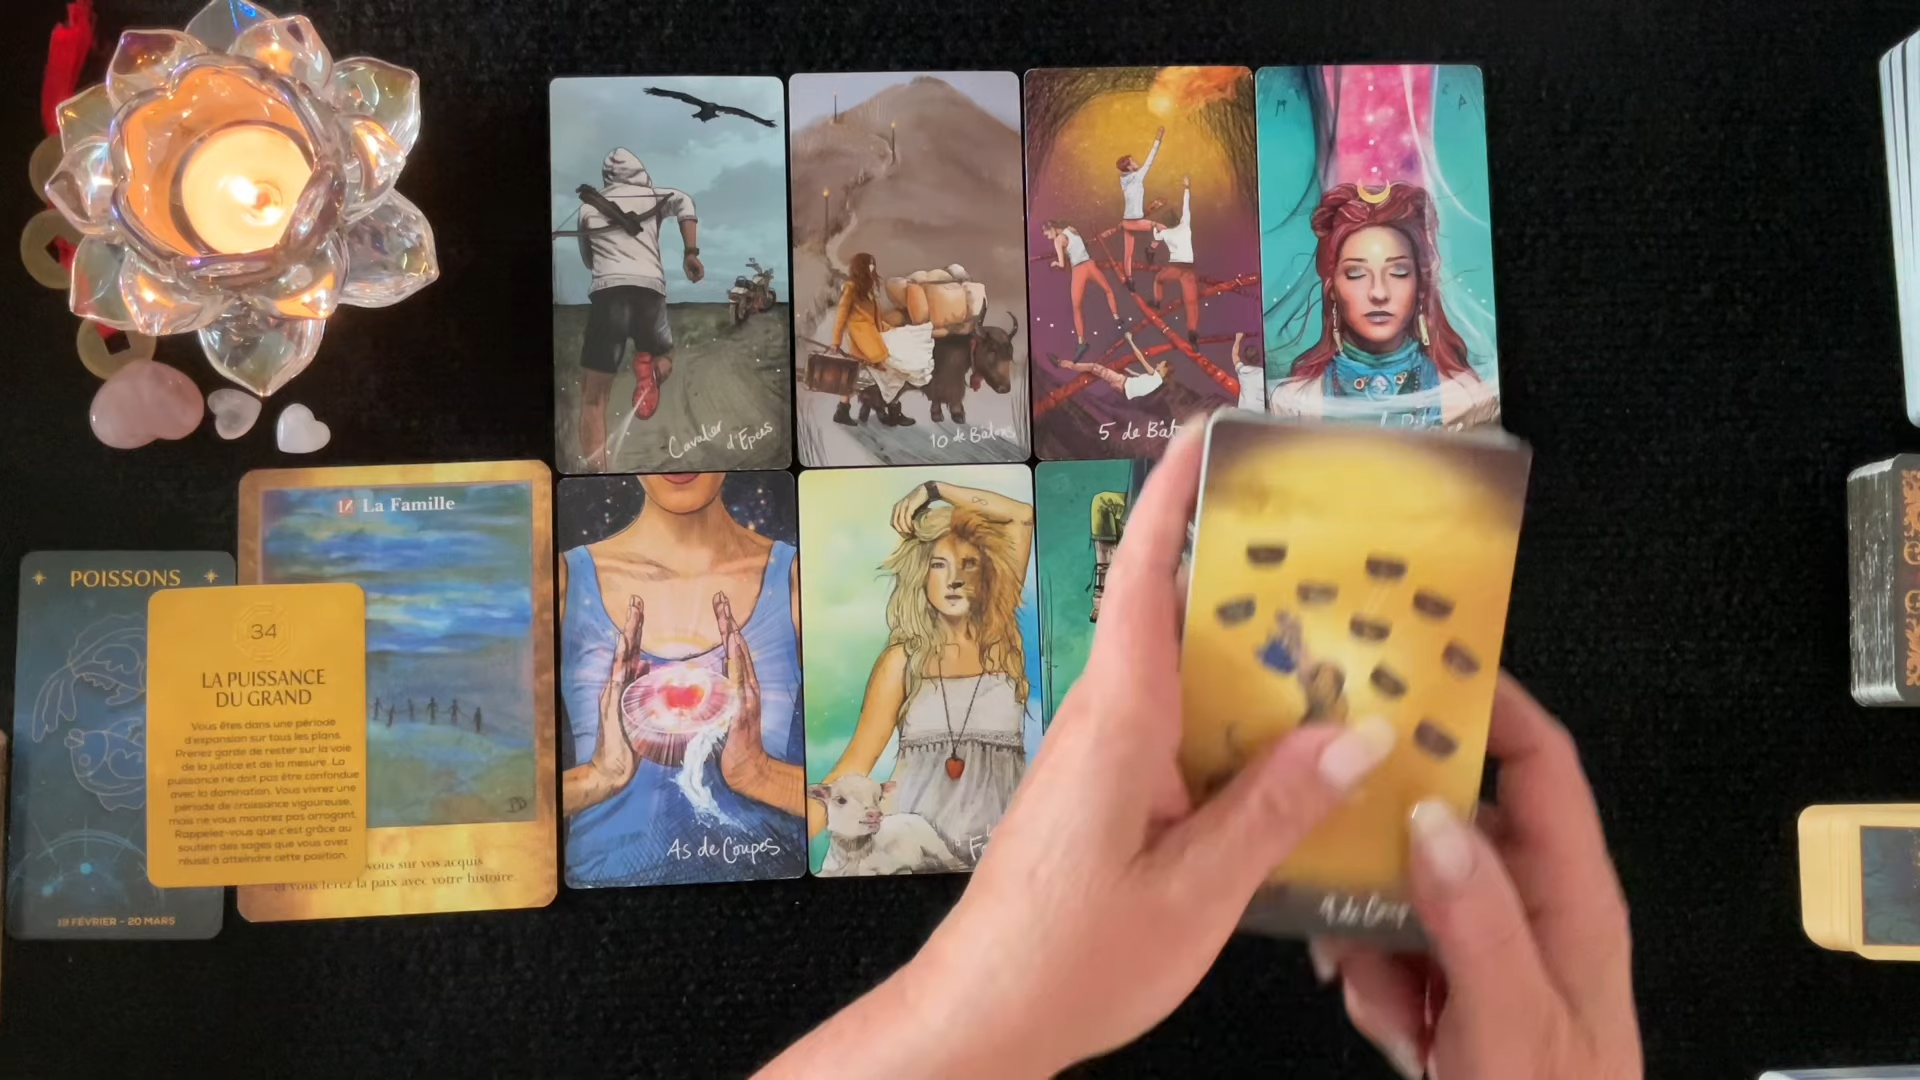 Cavalier
d'Epées
10 de Bâtons
5 de Bât
14 La Famille
POISSONS
34
LA PUISSANCE
DU GRAND
Vous êtes dans une période
d'expansion sur tous les plans.
Prenez garde de rester sur la voie
de la justice et de la mesure. La
puissance ne doit pas être confondue
avec la domination. Vous vivrez une
période de croissance vigoureuse,
mais ne vous montrez pas arrogant.
Rappelez-vous que c'est grâce au
soutien des sages que vous avez
réussi à atteindre cette position.
vous sur vos acquis
et vous ferez la paix avec votre histoire.
19 FÉVRIER - 20 MARS
As de Coupes
de Coup